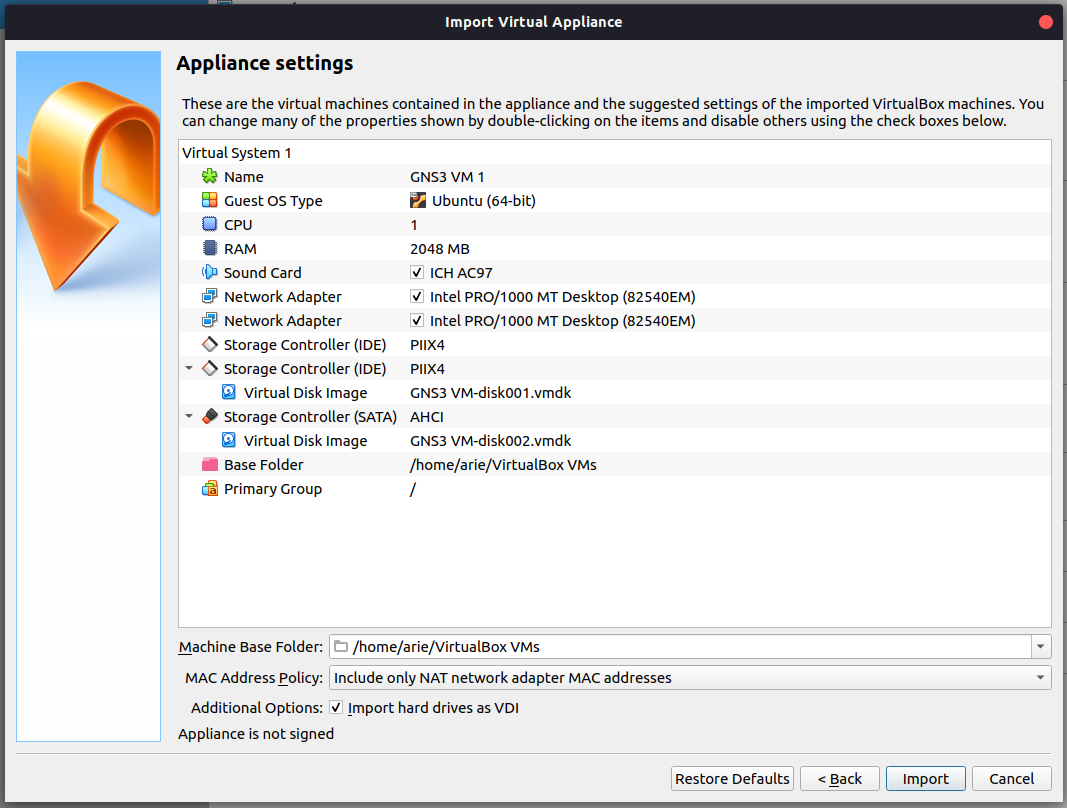 Import Virtual Appliance
Appliance settings
These are the virtual machines contained in the appliance and the suggested settings of the imported VirtualBox machines. You
can change many of the properties shown by double-clicking on the items and disable others using the check boxes below.
Virtual System 1
Name GNS3 VM 1
Guest OS Type Ubuntu (64-bit)
CPU 1
RAM 2048 MB
Sound Card ICH AC97
Network Adapter Intel PRO/1000 MT Desktop (82540EM)
Network Adapter Intel PRO/1000 MT Desktop (82540EM)
Storage Controller (IDE) PIIX4
Storage Controller (IDE) PIIX4
Virtual Disk Image GNS3 VM-disk001.vmdk
Storage Controller (SATA) AHCI
Virtual Disk Image GNS3 VM-disk002.vmdk
Base Folder /home/arie/VirtualBox VMs
Primary Group /
Machine Base Folder: /home/arie/VirtualBox VMs
MAC Address Policy: Include only NAT network adapter MAC addresses
Additional Options: Import hard drives as VDI
Appliance is not signed
Restore Defaults < Back Import Cancel